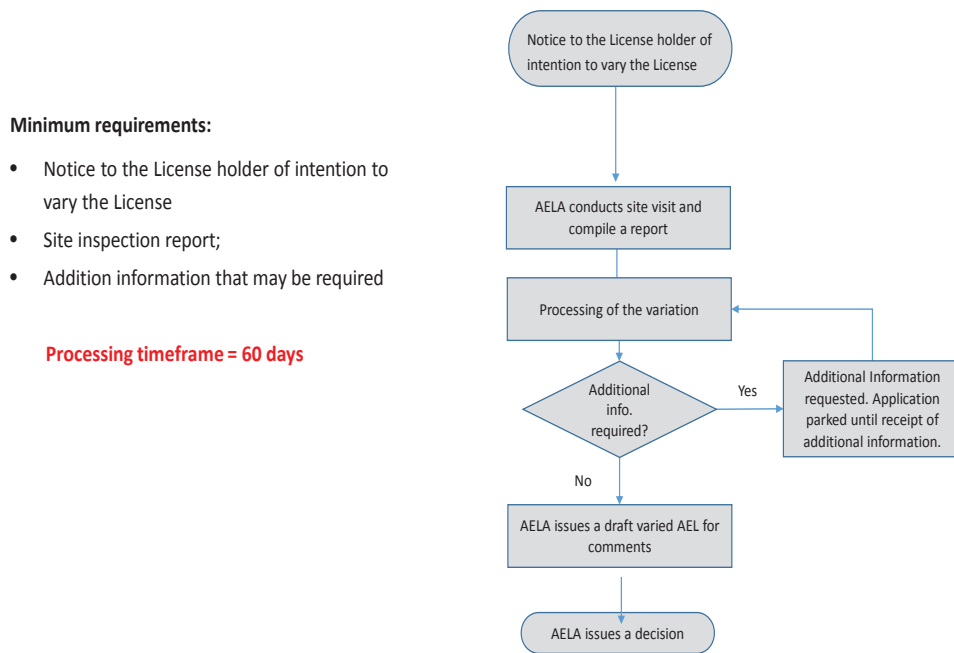 Minimum requirements:
• Notice to the License holder of intention to
vary the License
• Site inspection report;
• Addition information that may be required
Processing timeframe = 60 days
Notice to the License holder of
intention to vary the License
AELA conducts site visit and
compile a report
Processing of the variation
Additional
info.
required?
Yes
Additional Information
requested. Application
parked until receipt of
additional information.
No
AELA issues a draft varied AEL for
comments
AELA issues a decision